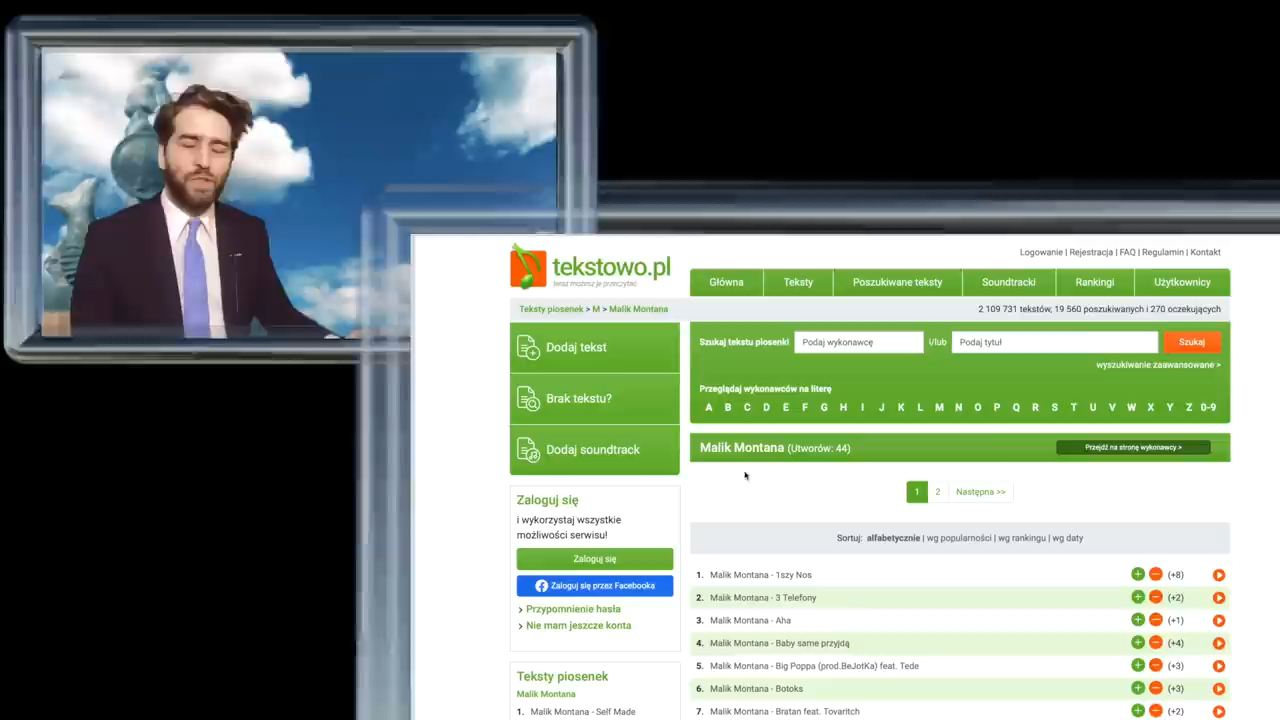 tekstowo.pl
teraz możesz je przeczytać
Logowanie | Rejestracja | FAQ | Regulamin | Kontakt
Główna
Teksty
Poszukiwane teksty
Soundtracki
Rankingi
Użytkownicy
Teksty piosenek > M > Malik Montana
2 109 731 tekstów, 19 560 poszukiwanych i 270 oczekujących
Dodaj tekst
Brak tekstu?
Dodaj soundtrack
Szukaj tekstu piosenki
Podaj wykonawcę
i/lub
Podaj tytuł
Szukaj
wyszukiwanie zaawansowane >
Przeglądaj wykonawców na literę
A B C D E F G H I J K L M N O P Q R S T U V W X Y Z 0-9
Malik Montana (Utworów: 44)
Przejdź na stronę wykonawcy >
1 2 Następna >>
Sortuj: alfabetycznie | wg popularności | wg rankingu | wg daty
1. Malik Montana - 1szy Nos (+8)
2. Malik Montana - 3 Telefony (+2)
3. Malik Montana - Aha (+1)
4. Malik Montana - Baby same przyjdą (+4)
5. Malik Montana - Big Poppa (prod.BeJotKa) feat. Tede (+3)
6. Malik Montana - Botoks (+3)
7. Malik Montana - Bratan feat. Tovaritch (+2)
Zaloguj się
i wykorzystaj wszystkie
możliwości serwisu!
Zaloguj się
Zaloguj się przez Facebooka
> Przypomnienie hasła
> Nie mam jeszcze konta
Teksty piosenek
Malik Montana
1. Malik Montana - Self Made